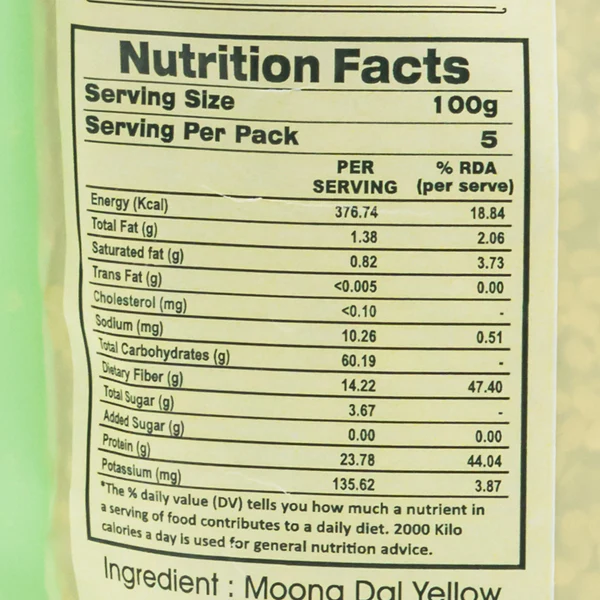 Nutrition Facts
Serving Size 100g
Serving Per Pack 5
PER SERVING % RDA (per serve)
Energy (Kcal) 376.74 18.84
Total Fat (g) 1.38 2.06
Saturated fat (g) 0.82 3.73
Trans Fat (g) <0.005 0.00
Cholesterol (mg) <0.10 -
Sodium (mg) 10.26 0.51
Total Carbohydrates (g) 60.19
Dietary Fiber (g) 14.22 47.40
Total Sugar (g) 3.67 -
Added Sugar (g) 0.00 0.00
Protein (g) 23.78 44.04
Potassium (mg) 135.62 3.87
*The % daily value (DV) tells you how much a nutrient in
a serving of food contributes to a daily diet. 2000 Kilo
calories a day is used for general nutrition advice.
Ingredient : Moong Dal Yellow